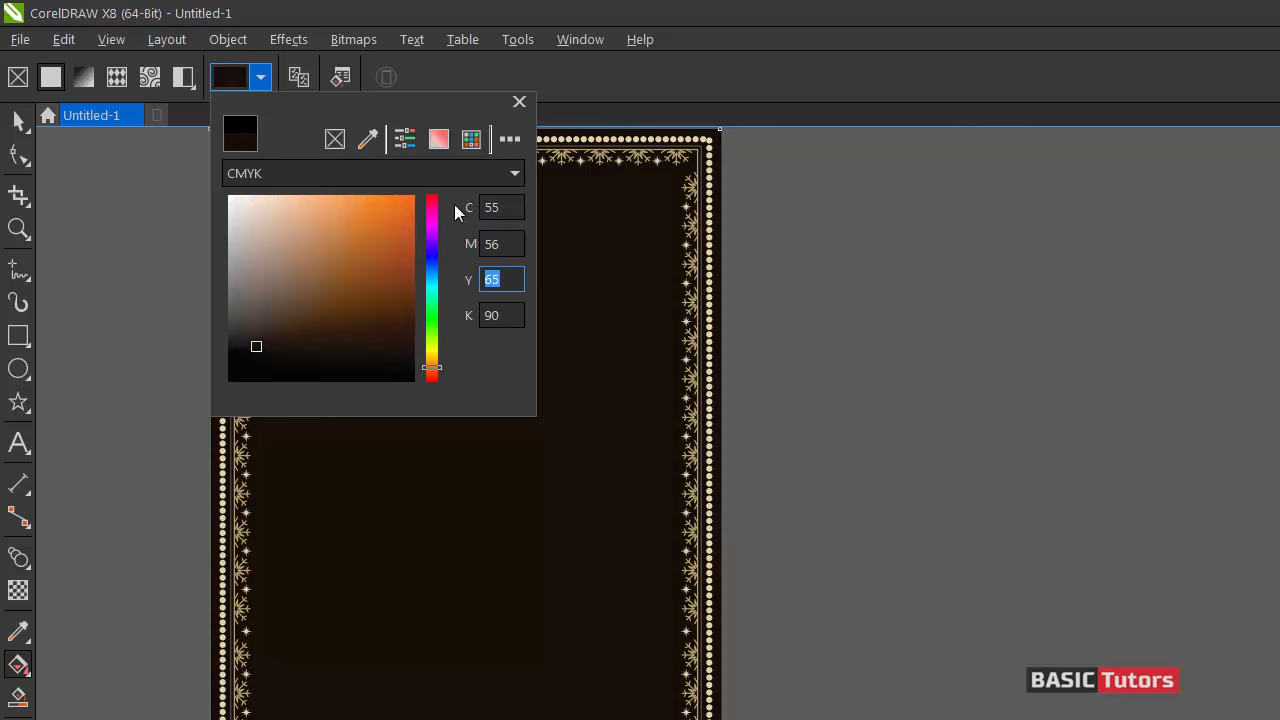 CorelDRAW X8 (64-Bit) - Untitled-1
File Edit View Layout Object Effects Bitmaps Text Table Tools Window Help
Untitled-1
CMYK
C 55
M 56
Y 65
K 90
BASIC Tutors